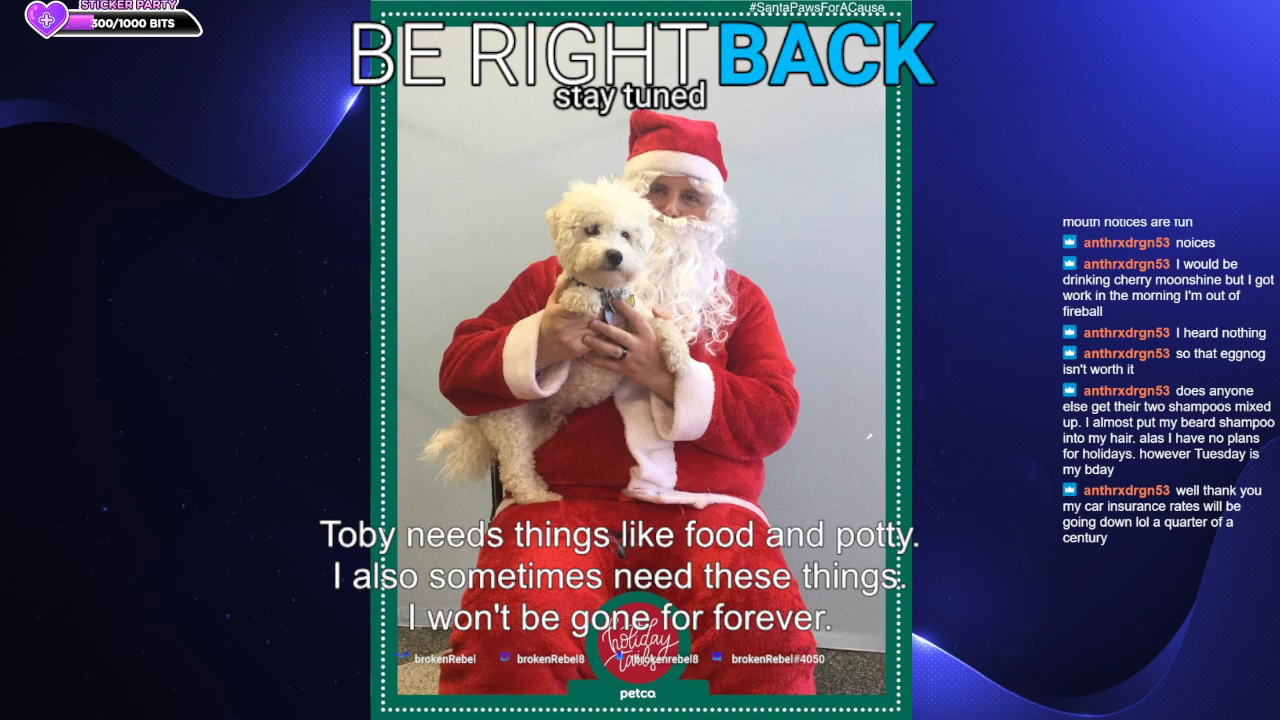 STICKER PARTY
300/1000 BITS
#SantaPawsForACause
BE RIGHT BACK
stay tuned
mouth notices are fun
anthrxdrgn53 noices
anthrxdrgn53 I would be
drinking cherry moonshine but I got
work in the morning I'm out of
fireball
anthrxdrgn53 I heard nothing
anthrxdrgn53 so that eggnog
isn't worth it
anthrxdrgn53 does anyone
else get their two shampoos mixed
up. I almost put my beard shampoo
into my hair. alas I have no plans
for holidays. however Tuesday is
my bday
anthrxdrgn53 well thank you
my car insurance rates will be
going down lol a quarter of a
century
Toby needs things like food and potty.
I also sometimes need these things.
I won't be gone for forever.
holiday
tails
brokenRebel
brokenRebel8
brokenrebel8
brokenRebel#4050
petco